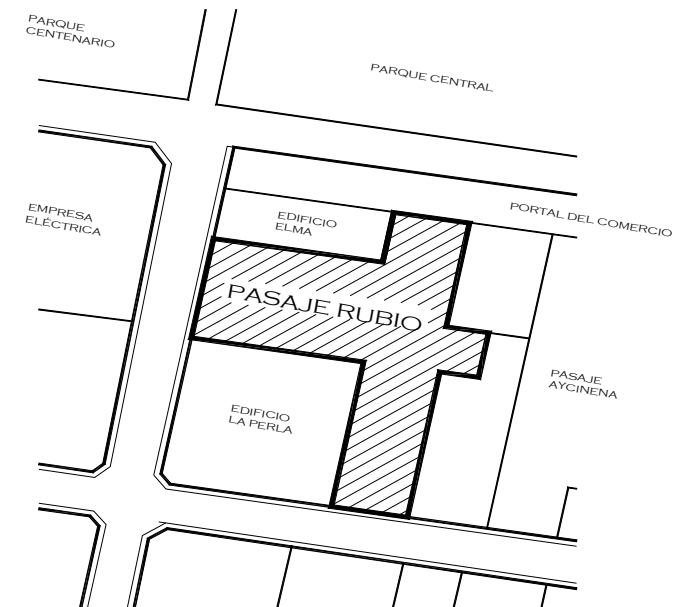 PARQUE
CENTENARIO
PARQUE CENTRAL
EMPRESA
ELÉCTRICA
EDIFICIO
ELMA
PORTAL DEL COMERCIO
PASAJE RUBIO
PASAJE
AYCINENA
EDIFICIO
LA PERLA